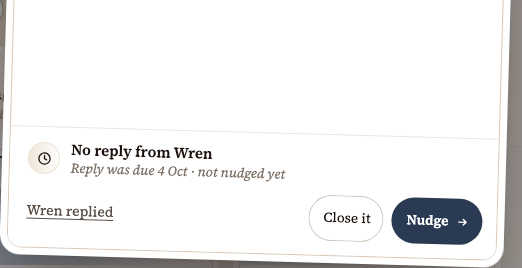 No reply from Wren
Reply was due 4 Oct · not nudged yet
Wren replied
Close it
Nudge →